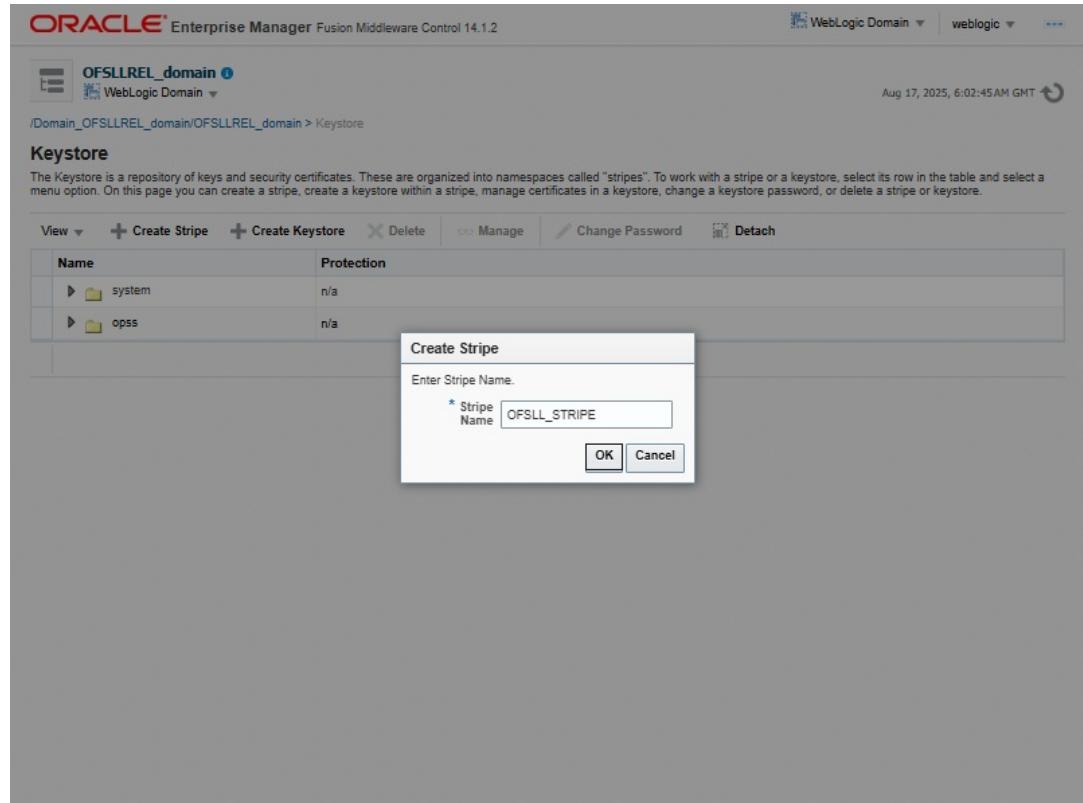 ORACLE Enterprise Manager Fusion Middleware Control 14.1.2
WebLogic Domain
weblogic
OFSLLREL_domain
WebLogic Domain
Aug 17, 2025, 6:02:45 AM GMT
/Domain_OFSLLREL_domain/OFSLLREL_domain > Keystore
Keystore
The Keystore is a repository of keys and security certificates. These are organized into namespaces called "stripes". To work with a stripe or a keystore, select its row in the table and select a
menu option. On this page you can create a stripe, create a keystore within a stripe, manage certificates in a keystore, change a keystore password, or delete a stripe or keystore.
View Create Stripe Create Keystore Delete Manage Change Password Detach
Name Protection
system n/a
opss n/a
Create Stripe
Enter Stripe Name.
* Stripe
Name OFSLL_STRIPE
OK Cancel